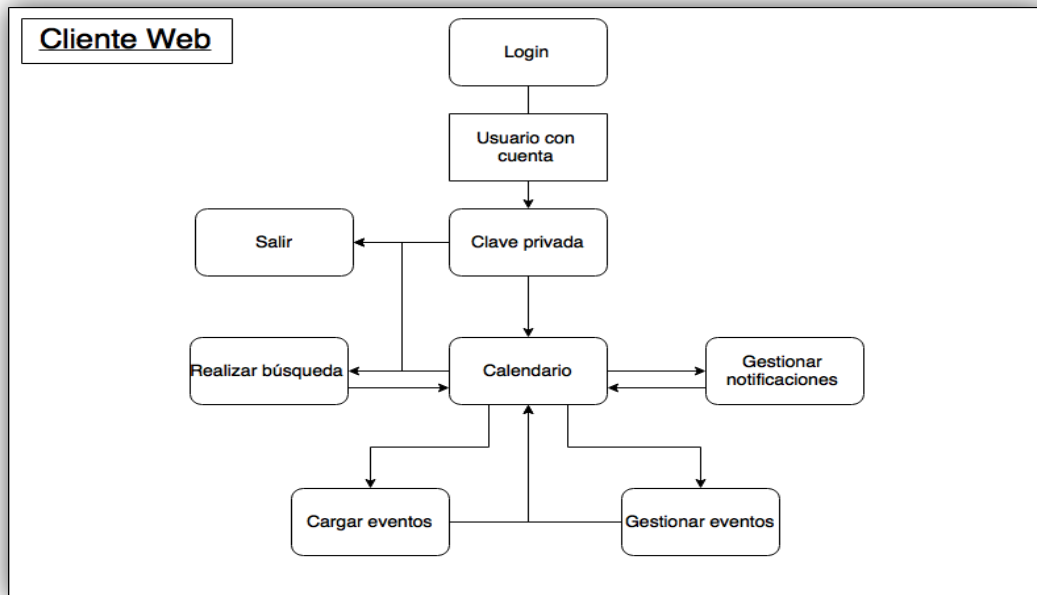 Cliente Web
Login
Usuario con
cuenta
Salir
Clave privada
Realizar búsqueda
Calendario
Gestionar
notificaciones
Cargar eventos
Gestionar eventos